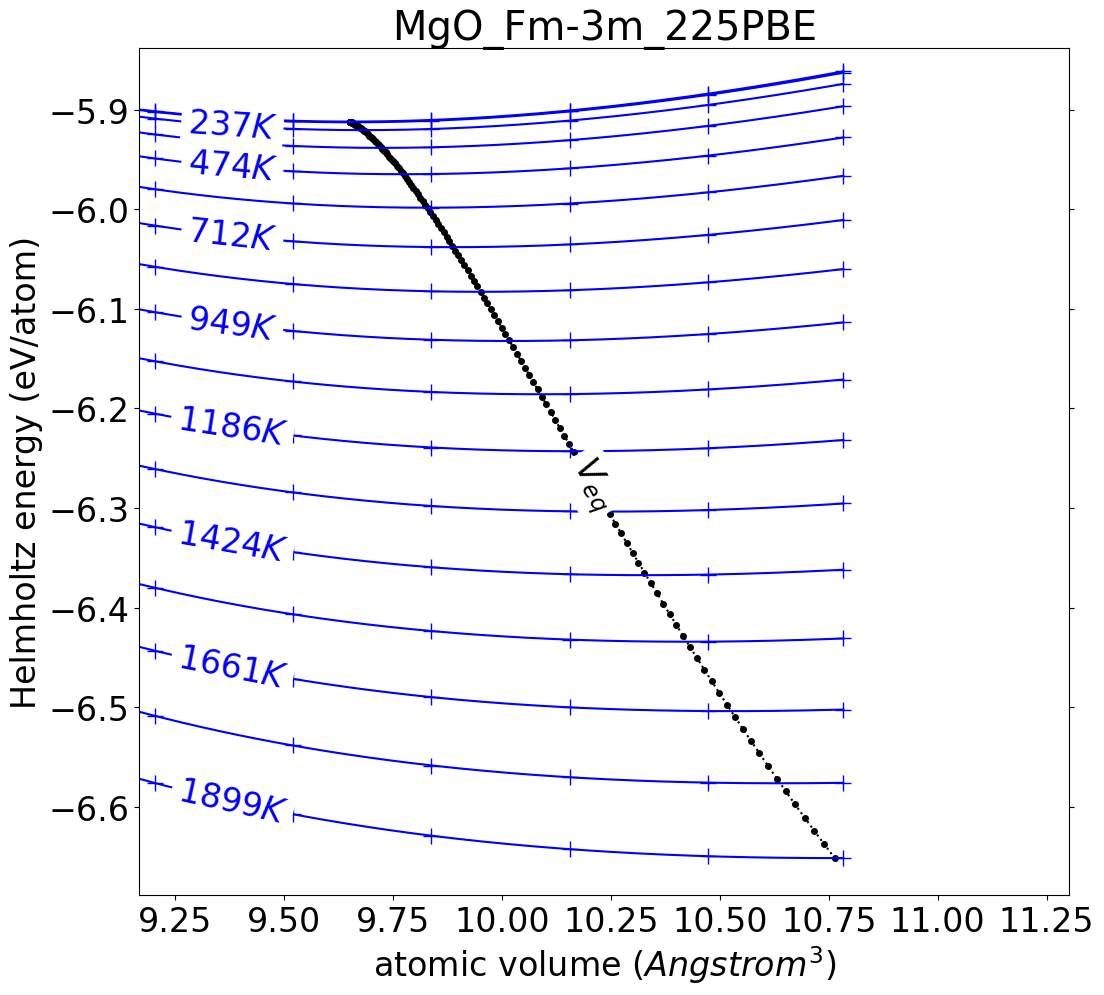 MgO_Fm-3m_225PBE
Helmholtz energy (eV/atom)
−5.9
−6.0
−6.1
−6.2
−6.3
−6.4
−6.5
−6.6
237K
474K
712K
949K
1186K
1424K
1661K
1899K
Veq
9.25 9.50 9.75 10.00 10.25 10.50 10.75 11.00 11.25
atomic volume (Angstrom³)